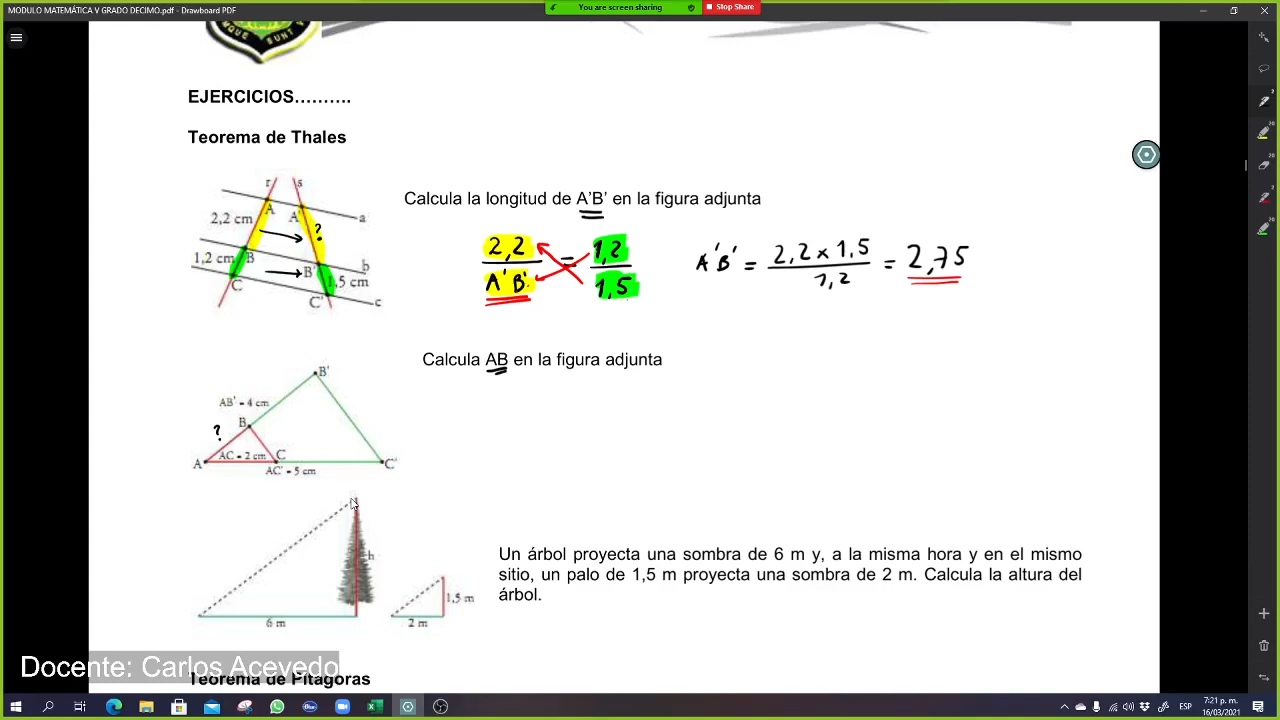 MODULO MATEMÁTICA V GRADO DECIMO.pdf - Drawboard PDF
You are screen sharing
Stop Share
QUE SUNT V
EJERCICIOS……….
Teorema de Thales
Calcula la longitud de A'B' en la figura adjunta
r s
A A' a
2,2 cm ?
1,2 cm B B' b
1,5 cm
C C' c
2,2 / A'B' = 1,2 / 1,5
A'B' = 2,2 x 1,5 / 1,2 = 2,75
Calcula AB en la figura adjunta
B'
AB' = 4 cm
B
?
A AC = 2 cm C C'
AC' = 5 cm
h
1,5 m
6 m 2 m
Un árbol proyecta una sombra de 6 m y, a la misma hora y en el mismo
sitio, un palo de 1,5 m proyecta una sombra de 2 m. Calcula la altura del
árbol.
Docente: Carlos Acevedo
Teorema de Pitágoras
ESP
7:21 p. m.
16/03/2021